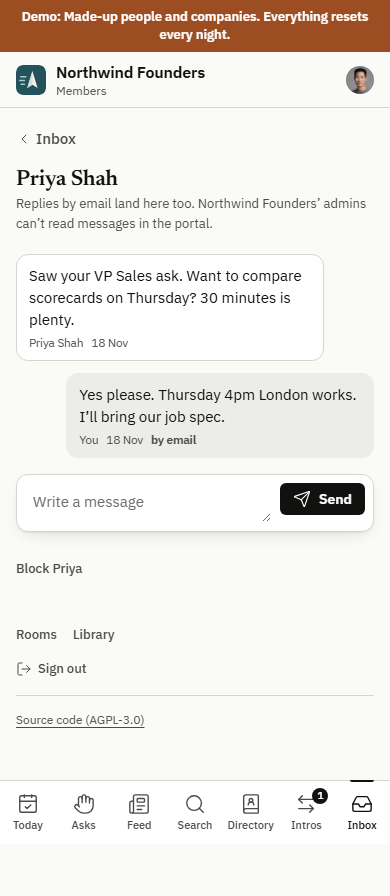 Demo: Made-up people and companies. Everything resets
every night.
Northwind Founders
Members
Inbox
Priya Shah
Replies by email land here too. Northwind Founders’ admins
can’t read messages in the portal.
Saw your VP Sales ask. Want to compare
scorecards on Thursday? 30 minutes is
plenty.
Priya Shah 18 Nov
Yes please. Thursday 4pm London works.
I’ll bring our job spec.
You 18 Nov by email
Write a message
Send
Block Priya
Rooms Library
Sign out
Source code (AGPL-3.0)
1
Today Asks Feed Search Directory Intros Inbox